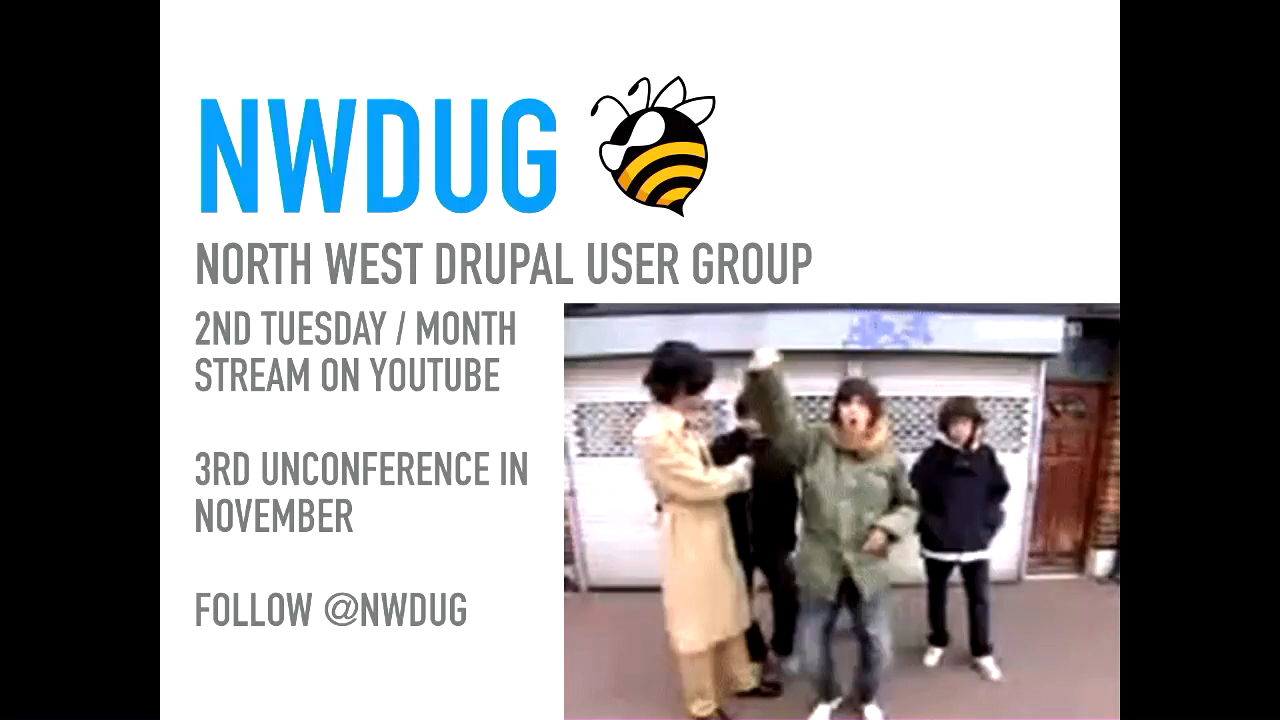 NWDUG
NORTH WEST DRUPAL USER GROUP
2ND TUESDAY / MONTH
STREAM ON YOUTUBE
3RD UNCONFERENCE IN
NOVEMBER
FOLLOW @NWDUG